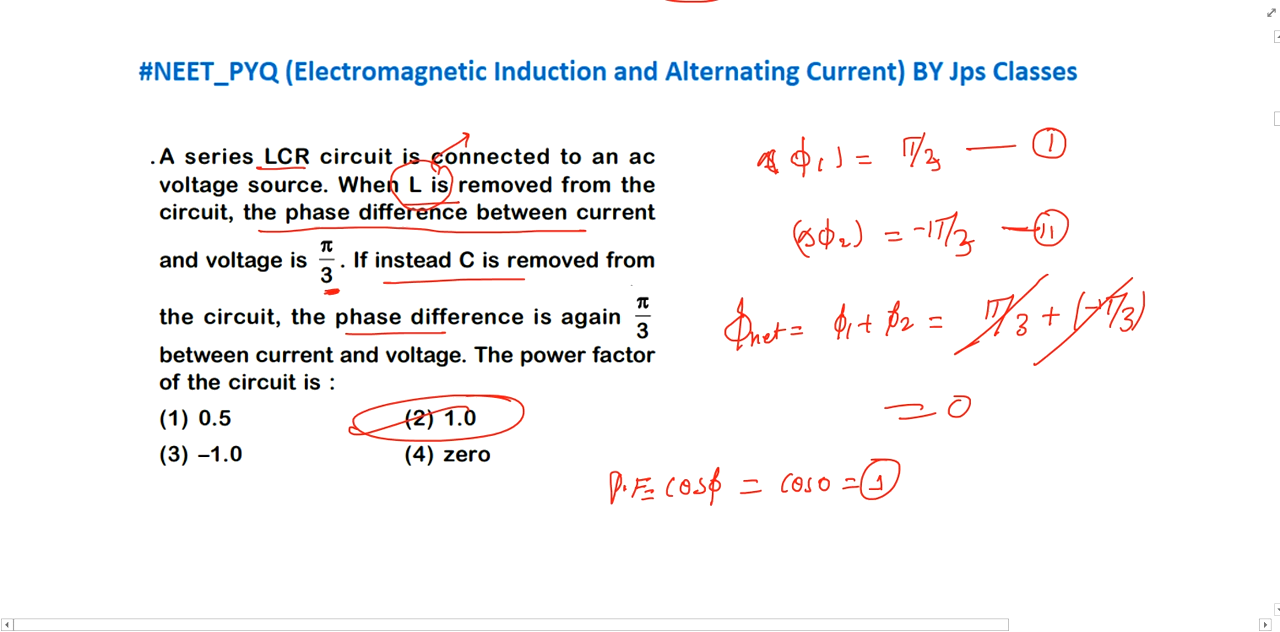 #NEET_PYQ (Electromagnetic Induction and Alternating Current) BY Jps Classes
.A series LCR circuit is connected to an ac
voltage source. When L is removed from the
circuit, the phase difference between current
and voltage is π/3. If instead C is removed from
the circuit, the phase difference is again π/3
between current and voltage. The power factor
of the circuit is :
(1) 0.5 (2) 1.0
(3) –1.0 (4) zero
ϕ₁) = π/3 — ①
ϕ₂) = -π/3 — ⑪
ϕnet = ϕ₁ + ϕ₂ = π/3 + (-π/3)
= 0
P.F = cosϕ = cos0 = ①